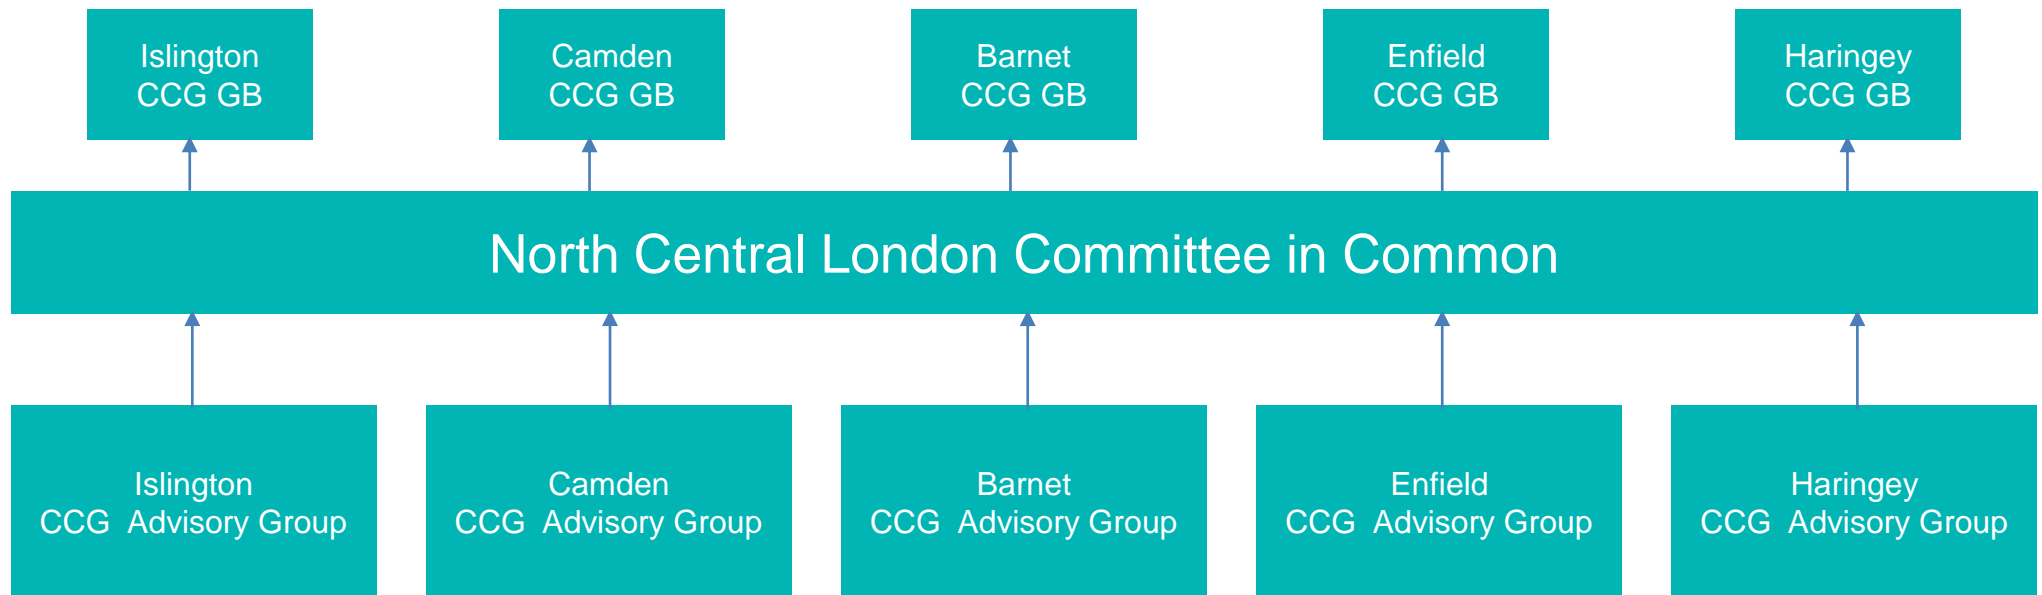 Islington
CCG GB
Camden
CCG GB
Barnet
CCG GB
Enfield
CCG GB
Haringey
CCG GB
North Central London Committee in Common
Islington
CCG  Advisory Group
Camden
CCG  Advisory Group
Barnet
CCG  Advisory Group
Enfield
CCG  Advisory Group
Haringey
CCG  Advisory Group